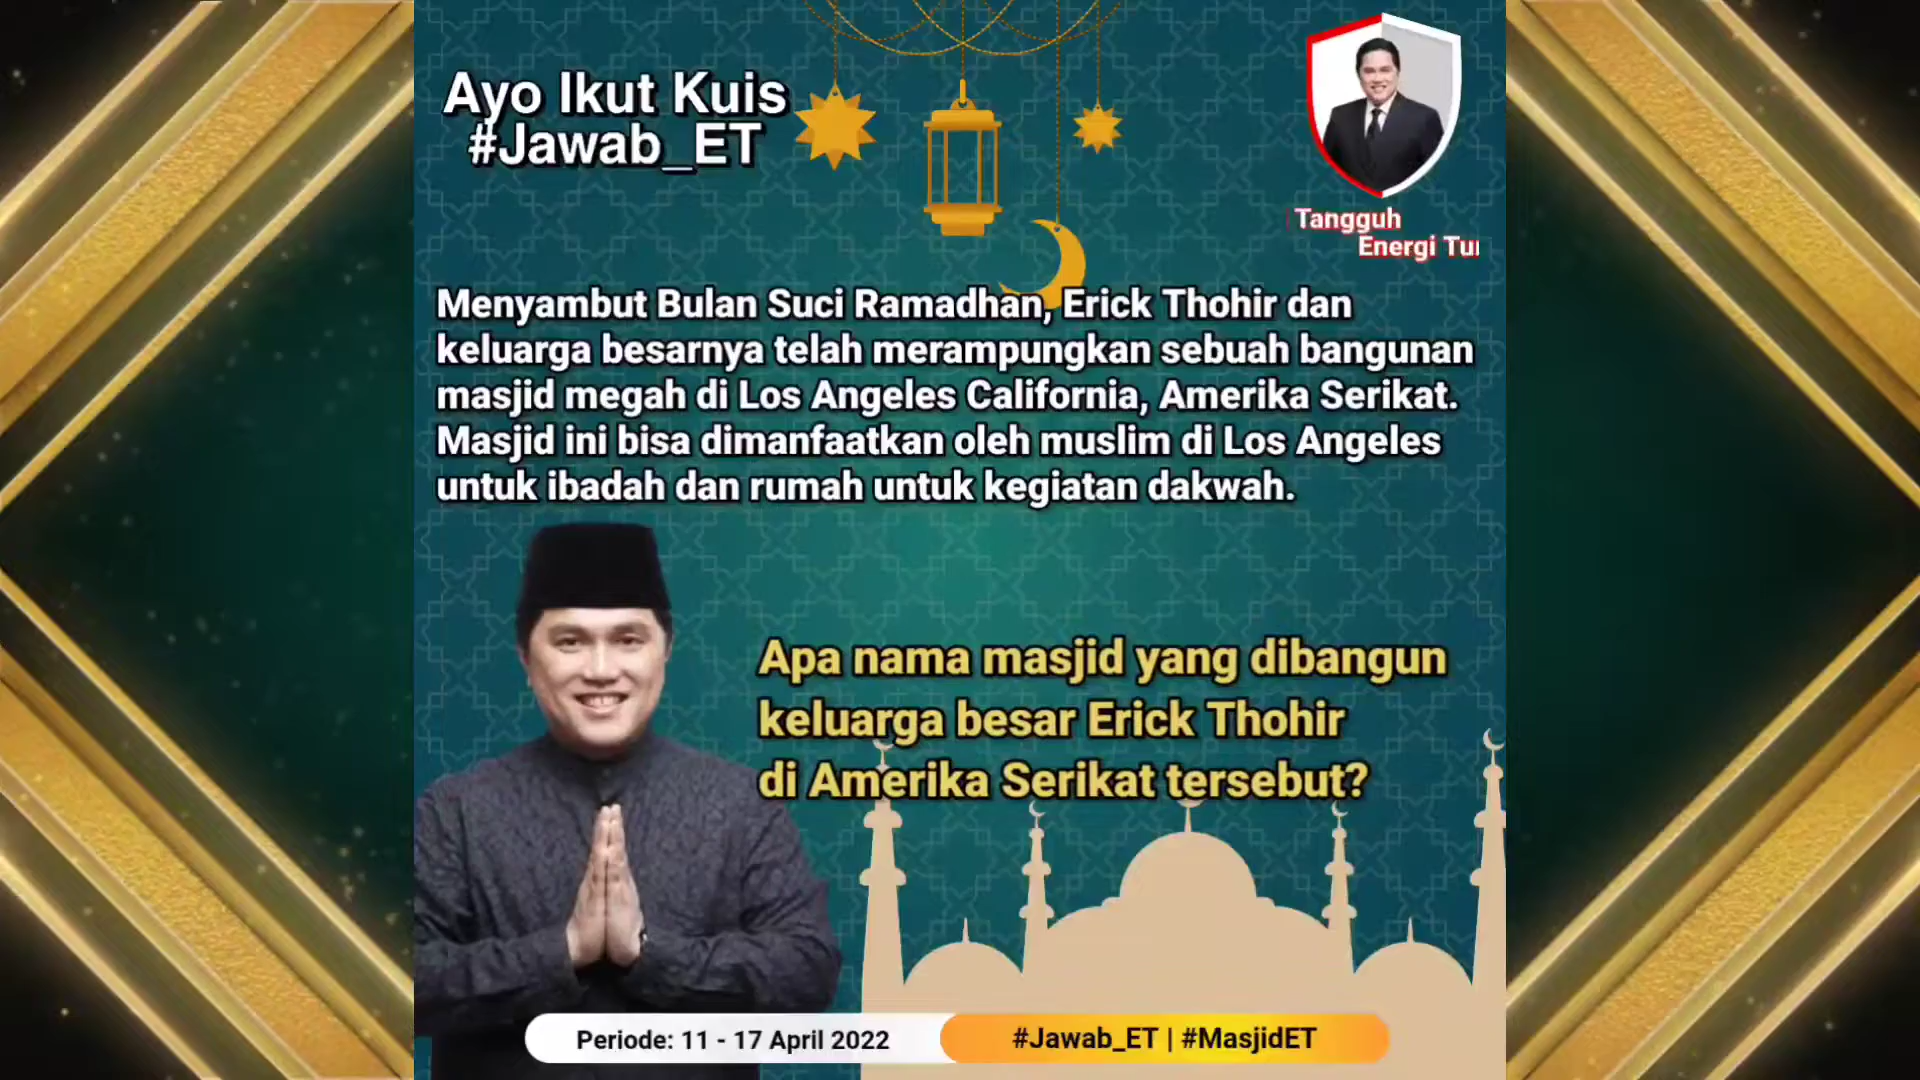 Ayo Ikut Kuis
#Jawab_ET
Tangguh
Energi Tu
Menyambut Bulan Suci Ramadhan, Erick Thohir dan
keluarga besarnya telah merampungkan sebuah bangunan
masjid megah di Los Angeles California, Amerika Serikat.
Masjid ini bisa dimanfaatkan oleh muslim di Los Angeles
untuk ibadah dan rumah untuk kegiatan dakwah.
Apa nama masjid yang dibangun
keluarga besar Erick Thohir
di Amerika Serikat tersebut?
Periode: 11 - 17 April 2022
#Jawab_ET | #MasjidET